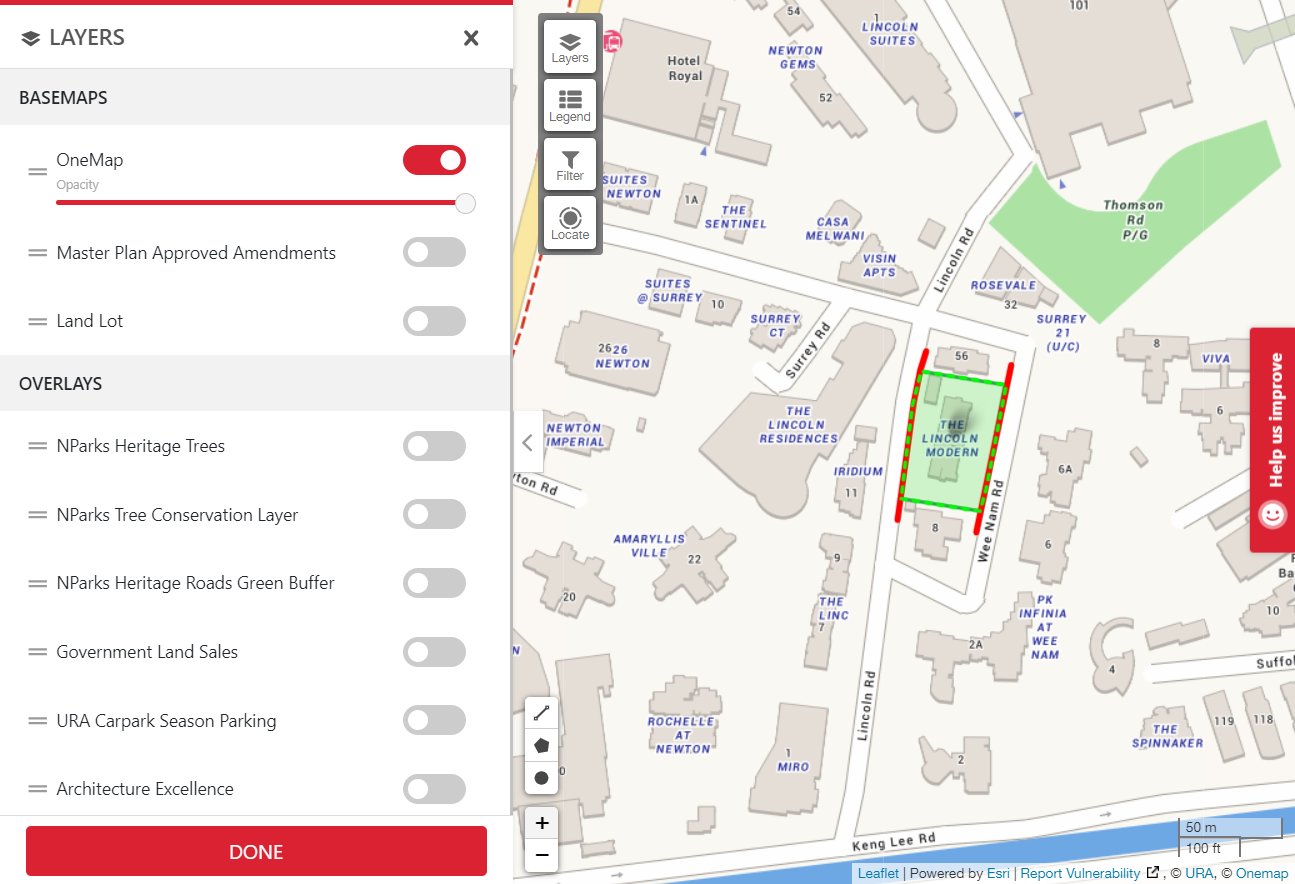 LAYERS
BASEMAPS
OneMap
Opacity
Master Plan Approved Amendments
Land Lot
OVERLAYS
NParks Heritage Trees
NParks Tree Conservation Layer
NParks Heritage Roads Green Buffer
Government Land Sales
URA Carpark Season Parking
Architecture Excellence
DONE
Layers
Legend
Filter
Locate
54
1
LINCOLN
SUITES
101
NEWTON
GEMS
Hotel
Royal
52
SUITES
NEWTON
1A
THE
SENTINEL
CASA
MELWANI
VISIN
APTS
Lincoln Rd
Thomson
Rd
P/G
ROSEVALE
32
SUITES
@ SURREY
10
SURREY
CT
Surrey Rd
SURREY
21
(U/C)
2626
NEWTON
56
8
VIVA
6
THE
LINCOLN
RESIDENCES
THE
LINCOLN
MODERN
NEWTON
IMPERIAL
IRIDIUM
11
6A
ton Rd
Wee Nam Rd
8
6
AMARYLLIS
VILLE
22
20
9
THE
LINC
7
PK
INFINIA
AT
WEE
NAM
2A
4
10
Ba
Suffol
N
Lincoln Rd
ROCHELLE
AT
NEWTON
1
MIRO
2
THE
SPINNAKER
119
118
0
Keng Lee Rd
Help us improve
+
−
50 m
100 ft
Leaflet | Powered by Esri | Report Vulnerability , © URA, © Onemap